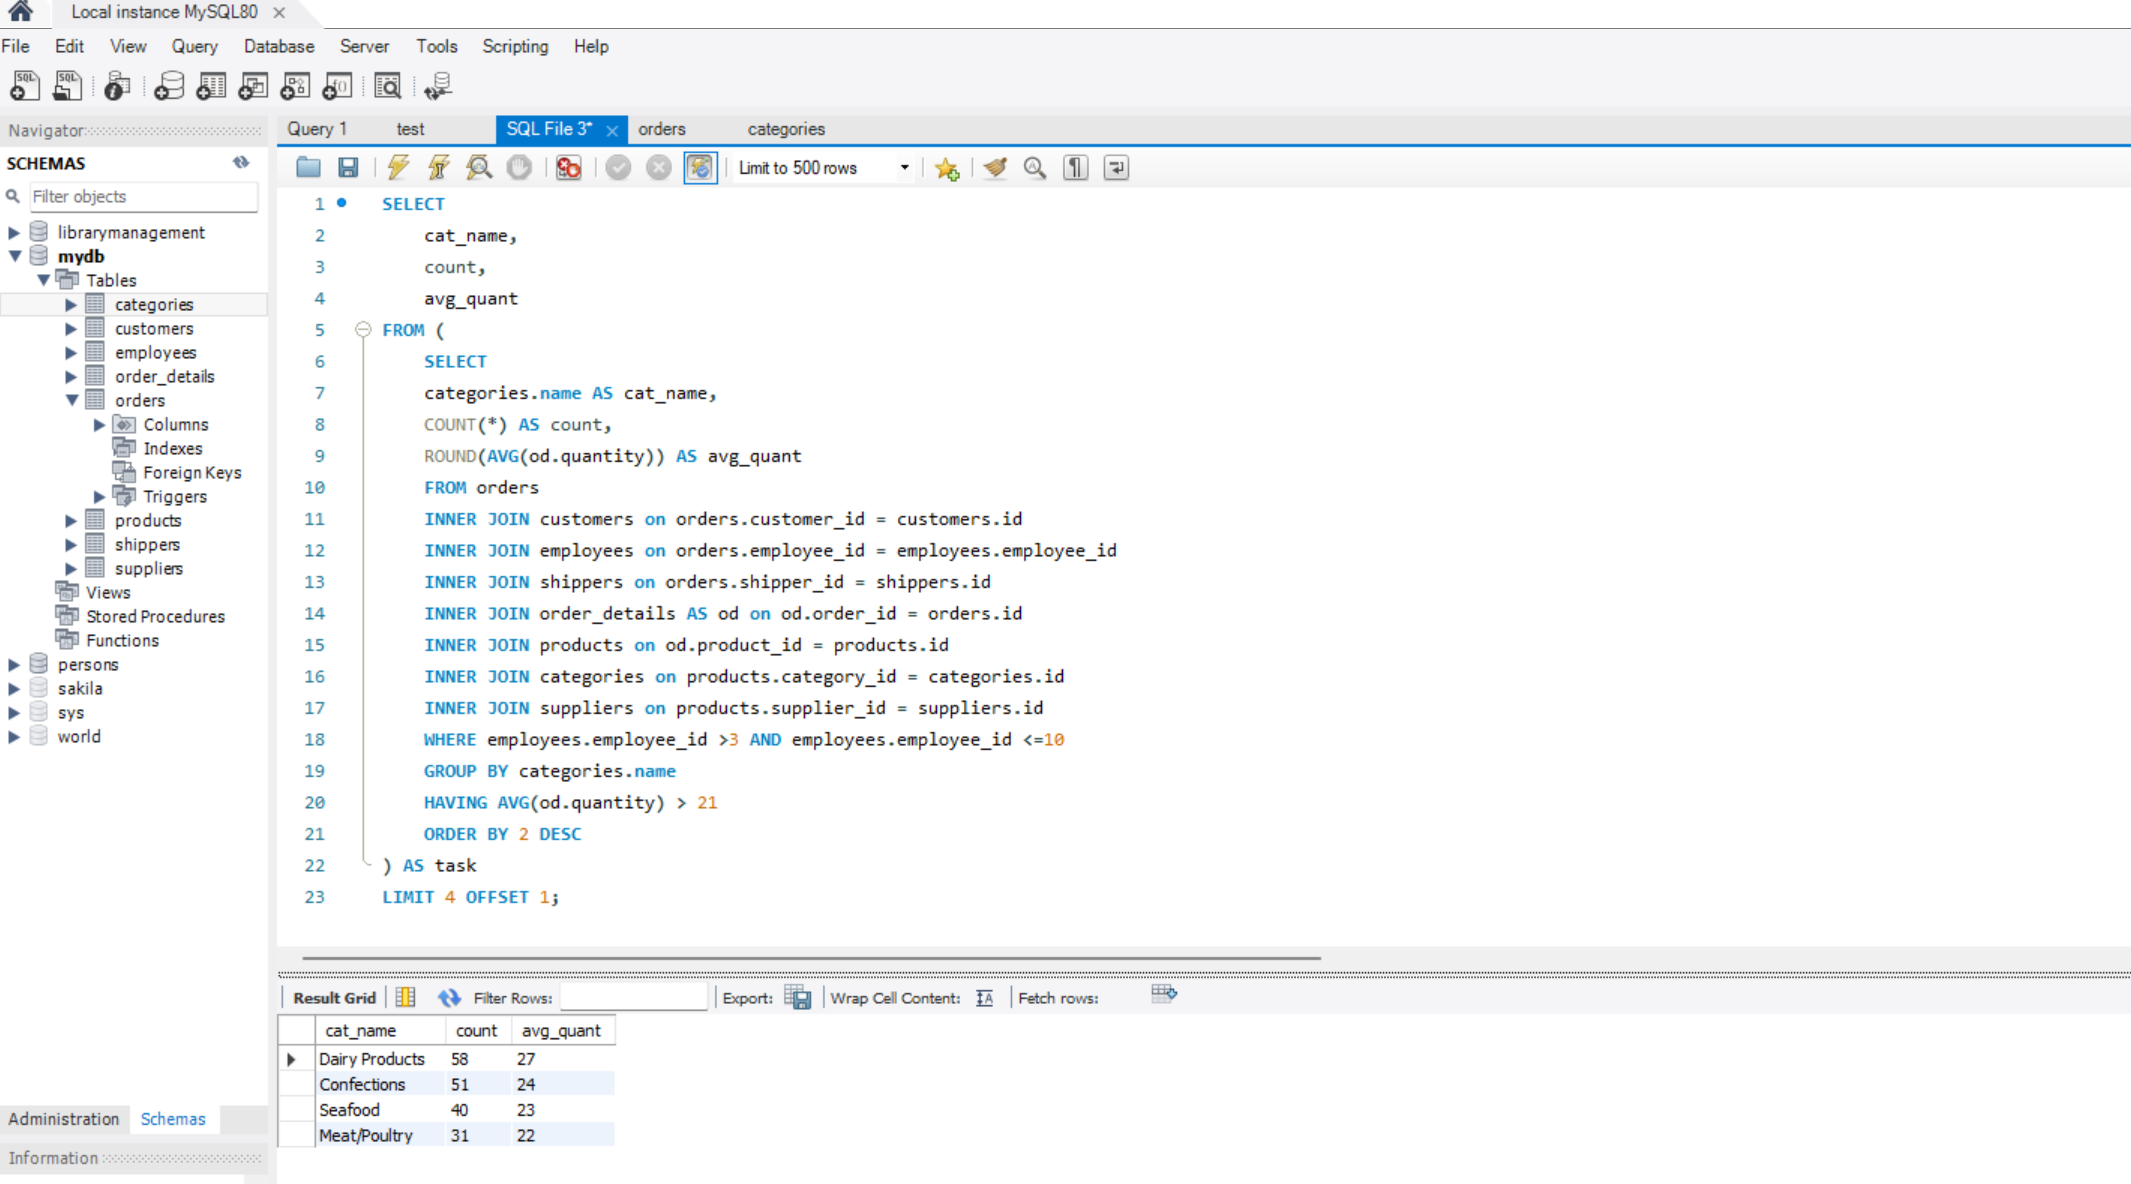 Local instance MySQL80
File Edit View Query Database Server Tools Scripting Help
Navigator
SCHEMAS
Filter objects
librarymanagement
mydb
Tables
categories
customers
employees
order_details
orders
Columns
Indexes
Foreign Keys
Triggers
products
shippers
suppliers
Views
Stored Procedures
Functions
persons
sakila
sys
world
Administration Schemas
Information
Query 1 test SQL File 3* orders categories
Limit to 500 rows
1 SELECT
2 cat_name,
3 count,
4 avg_quant
5 FROM (
6 SELECT
7 categories.name AS cat_name,
8 COUNT(*) AS count,
9 ROUND(AVG(od.quantity)) AS avg_quant
10 FROM orders
11 INNER JOIN customers on orders.customer_id = customers.id
12 INNER JOIN employees on orders.employee_id = employees.employee_id
13 INNER JOIN shippers on orders.shipper_id = shippers.id
14 INNER JOIN order_details AS od on od.order_id = orders.id
15 INNER JOIN products on od.product_id = products.id
16 INNER JOIN categories on products.category_id = categories.id
17 INNER JOIN suppliers on products.supplier_id = suppliers.id
18 WHERE employees.employee_id >3 AND employees.employee_id <=10
19 GROUP BY categories.name
20 HAVING AVG(od.quantity) > 21
21 ORDER BY 2 DESC
22 ) AS task
23 LIMIT 4 OFFSET 1;
Result Grid Filter Rows: Export: Wrap Cell Content: Fetch rows:
cat_name count avg_quant
Dairy Products 58 27
Confections 51 24
Seafood 40 23
Meat/Poultry 31 22